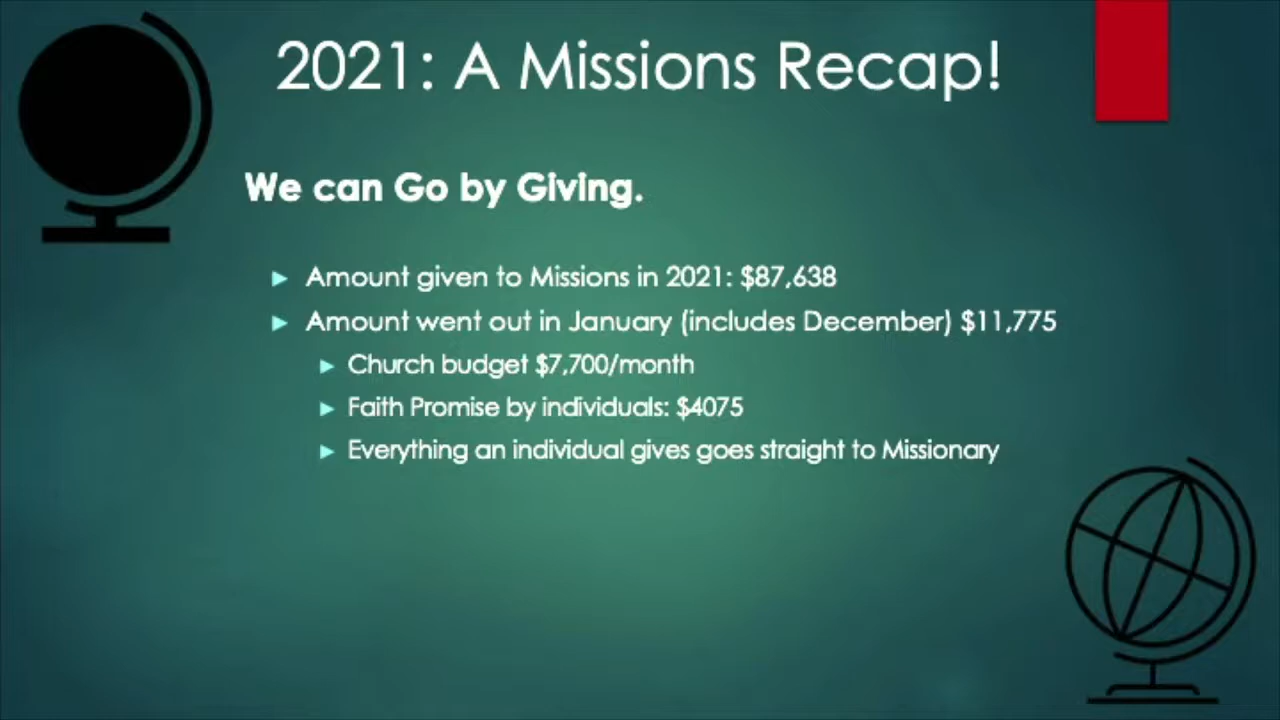 2021: A Missions Recap!
We can Go by Giving.
Amount given to Missions in 2021: $87,638
Amount went out in January (includes December) $11,775
Church budget $7,700/month
Faith Promise by individuals: $4075
Everything an individual gives goes straight to Missionary